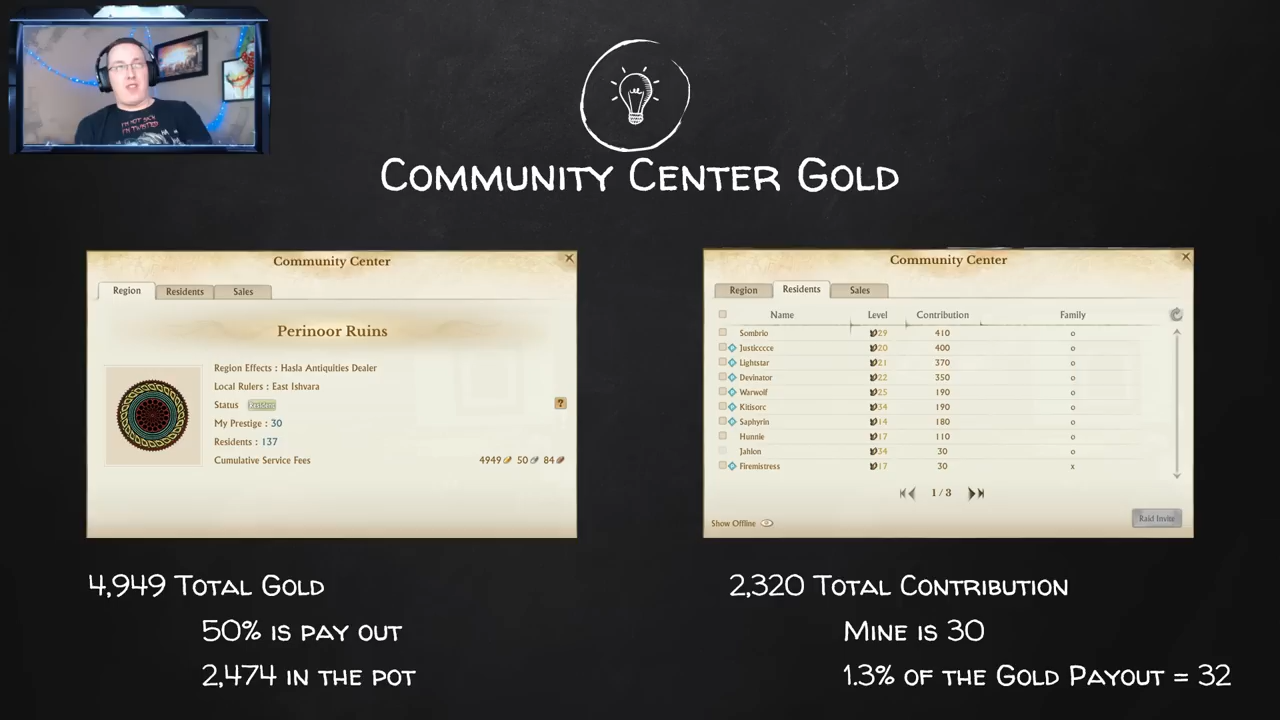 I'M NOT SICK
I'M TWISTED
Community Center Gold
Community Center
Region Residents Sales
Perinoor Ruins
Region Effects : Hasla Antiquities Dealer
Local Rulers : East Ishvara
Status Resident
?
My Prestige : 30
Residents : 137
Cumulative Service Fees 4949 50 84
4,949 Total Gold
50% is pay out
2,474 in the pot
Community Center
Region Residents Sales
Name Level Contribution Family
Sombrio 29 410 o
Justicccce 20 400 o
Lightstar 21 370 o
Devinator 22 350 o
Warwolf 25 190 o
Kitisorc 34 190 o
Saphyrin 14 180 o
Hunnie 17 110 o
Jahlon 34 30 o
Firemistress 17 30 x
1 / 3
Show Offline
Raid Invite
2,320 Total Contribution
Mine is 30
1.3% of the Gold Payout = 32